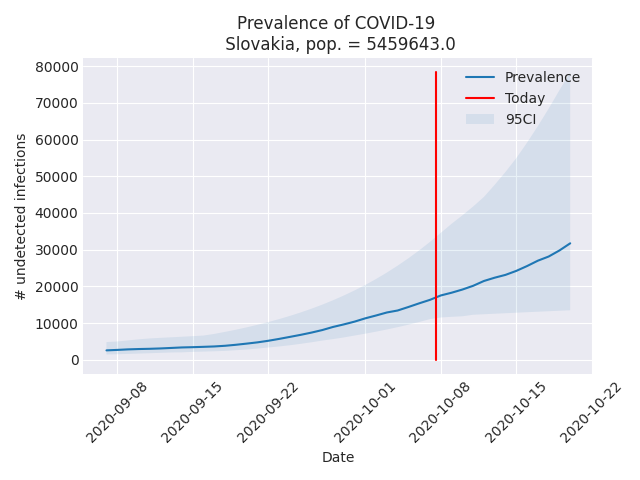 Prevalence of COVID-19
Slovakia, pop. = 5459643.0
Prevalence
Today
95CI
80000
70000
60000
50000
40000
30000
20000
10000
0
# undetected infections
2020-09-08
2020-09-15
2020-09-22
2020-10-01
2020-10-08
2020-10-15
2020-10-22
Date